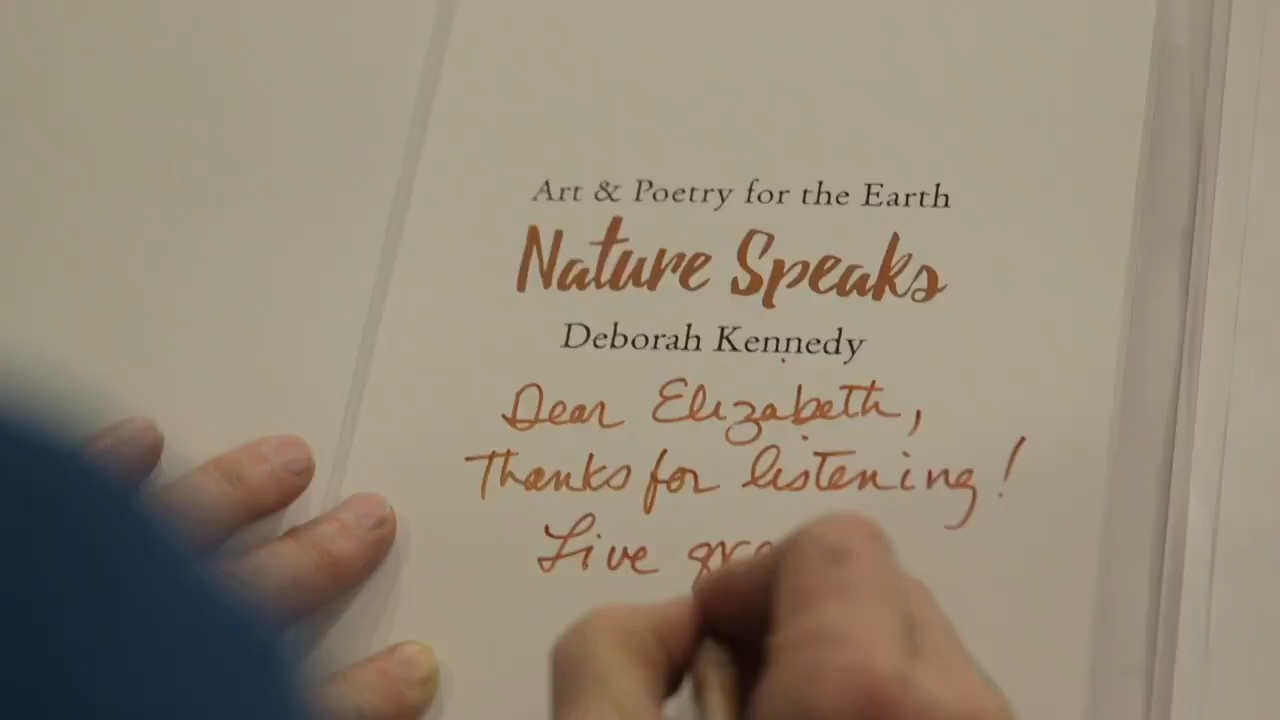 Art & Poetry for the Earth
Nature Speaks
Deborah Kennedy
Dear Elizabeth,
Thanks for listening!
Live